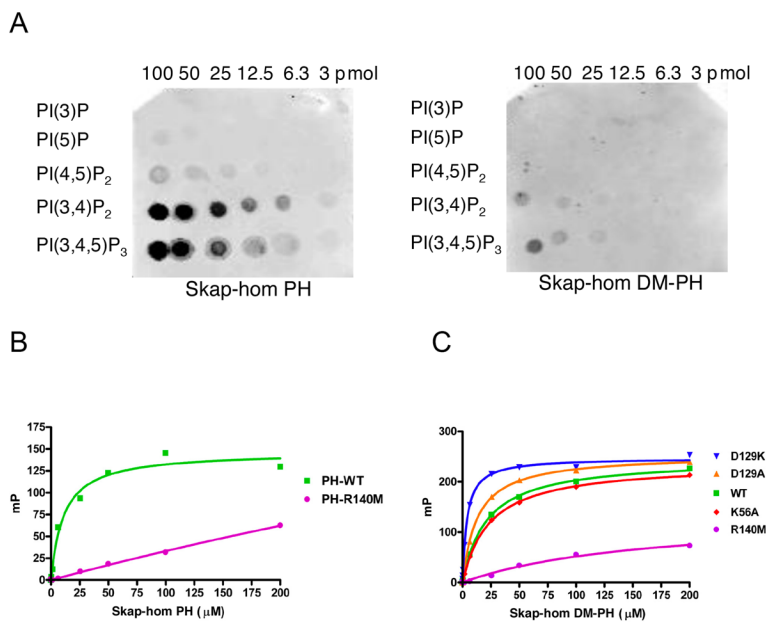 A
100 50 25 12.5 6.3 3 pmol
PI(3)P
PI(5)P
PI(4,5)P2
PI(3,4)P2
PI(3,4,5)P3
Skap-hom PH
100 50 25 12.5 6.3 3 pmol
PI(3)P
PI(5)P
PI(4,5)P2
PI(3,4)P2
PI(3,4,5)P3
Skap-hom DM-PH
B
175
150
125
100
75
50
25
0
mP
0 25 50 75 100 125 150 175 200
Skap-hom PH (μM)
PH-WT
PH-R140M
C
300
200
100
0
mP
0 25 50 75 100 125 150 175 200
Skap-hom DM-PH (μM)
D129K
D129A
WT
K56A
R140M